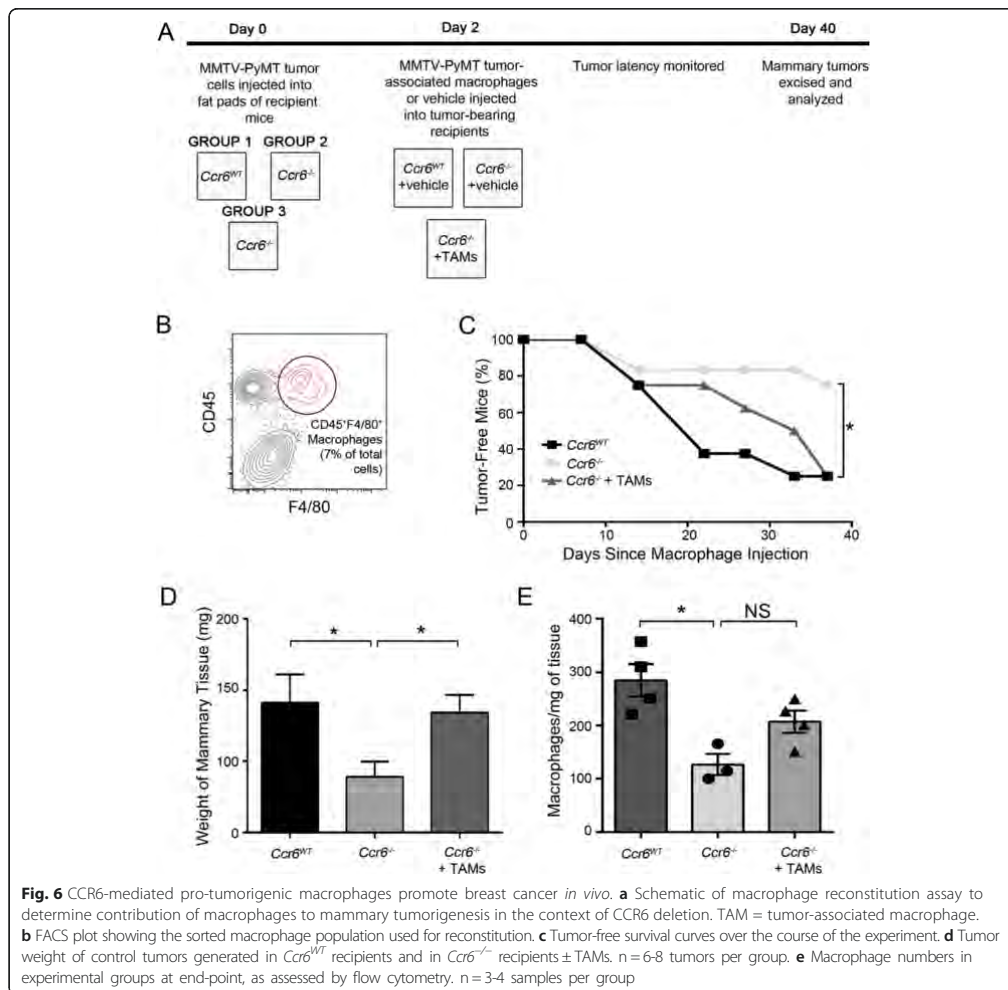 A
Day 0
Day 2
Day 40
MMTV-PyMT tumor
cells injected into
fat pads of recipient
mice
MMTV-PyMT tumor-
associated macrophages
or vehicle injected
into tumor-bearing
recipients
Tumor latency monitored
Mammary tumors
excised and
analyzed
GROUP 1
GROUP 2
Ccr6WT
Ccr6-/-
GROUP 3
Ccr6-/-
Ccr6WT
+vehicle
Ccr6-/-
+vehicle
Ccr6-/-
+TAMs
B
CD45
CD45+F4/80+
Macrophages
(7% of total
cells)
F4/80
C
Tumor-Free Mice (%)
100
80
60
40
20
0
Ccr6WT
Ccr6-/-
Ccr6-/- + TAMs
*
0
10
20
30
40
Days Since Macrophage Injection
D
Weight of Mammary Tissue (mg)
200
150
100
0
*
*
Ccr6WT
Ccr6-/-
Ccr6-/-
+ TAMs
E
Macrophages/mg of tissue
400
300
200
100
0
*
NS
Ccr6WT
Ccr6-/-
Ccr6-/-
+ TAMs
Fig. 6 CCR6-mediated pro-tumorigenic macrophages promote breast cancer in vivo. a Schematic of macrophage reconstitution assay to
determine contribution of macrophages to mammary tumorigenesis in the context of CCR6 deletion. TAM = tumor-associated macrophage.
b FACS plot showing the sorted macrophage population used for reconstitution. c Tumor-free survival curves over the course of the experiment. d Tumor
weight of control tumors generated in Ccr6WT recipients and in Ccr6−/− recipients ± TAMs. n = 6-8 tumors per group. e Macrophage numbers in
experimental groups at end-point, as assessed by flow cytometry. n = 3-4 samples per group